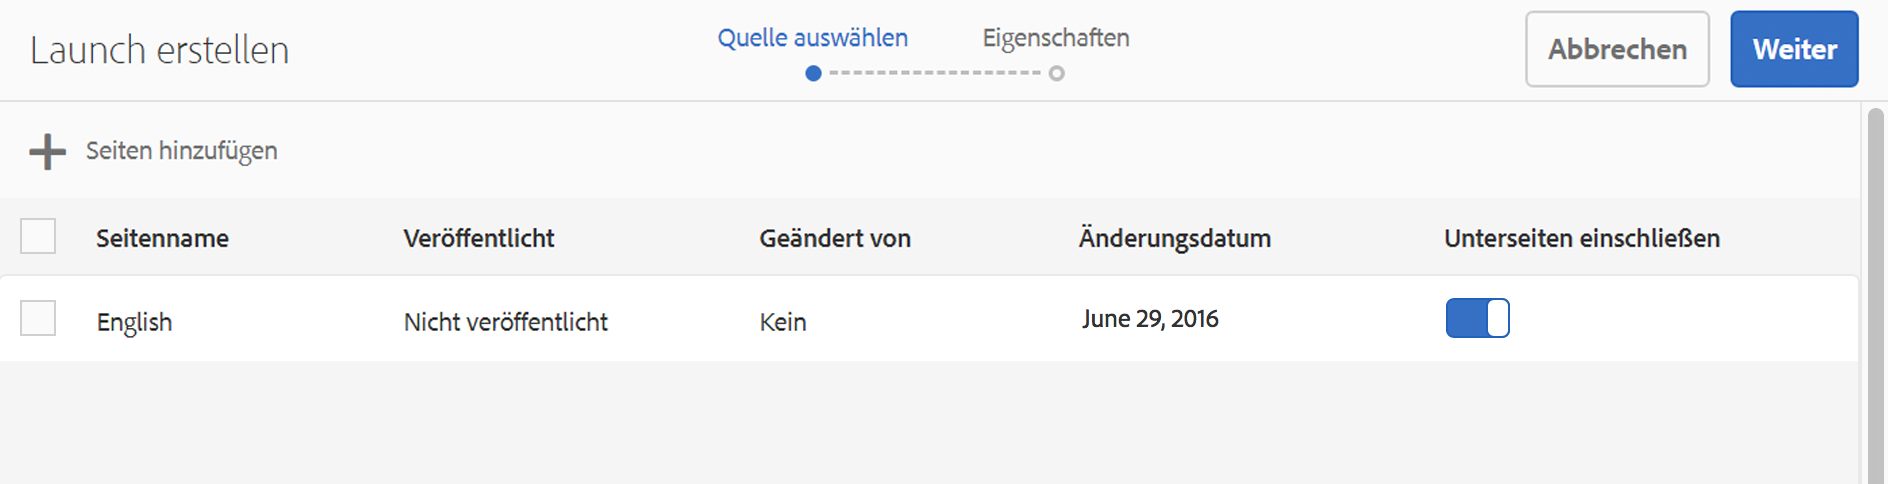 Launch erstellen
Quelle auswählen
Eigenschaften
Abbrechen
Weiter
Seiten hinzufügen
Seitenname Veröffentlicht Geändert von Änderungsdatum Unterseiten einschließen
English Nicht veröffentlicht Kein June 29, 2016